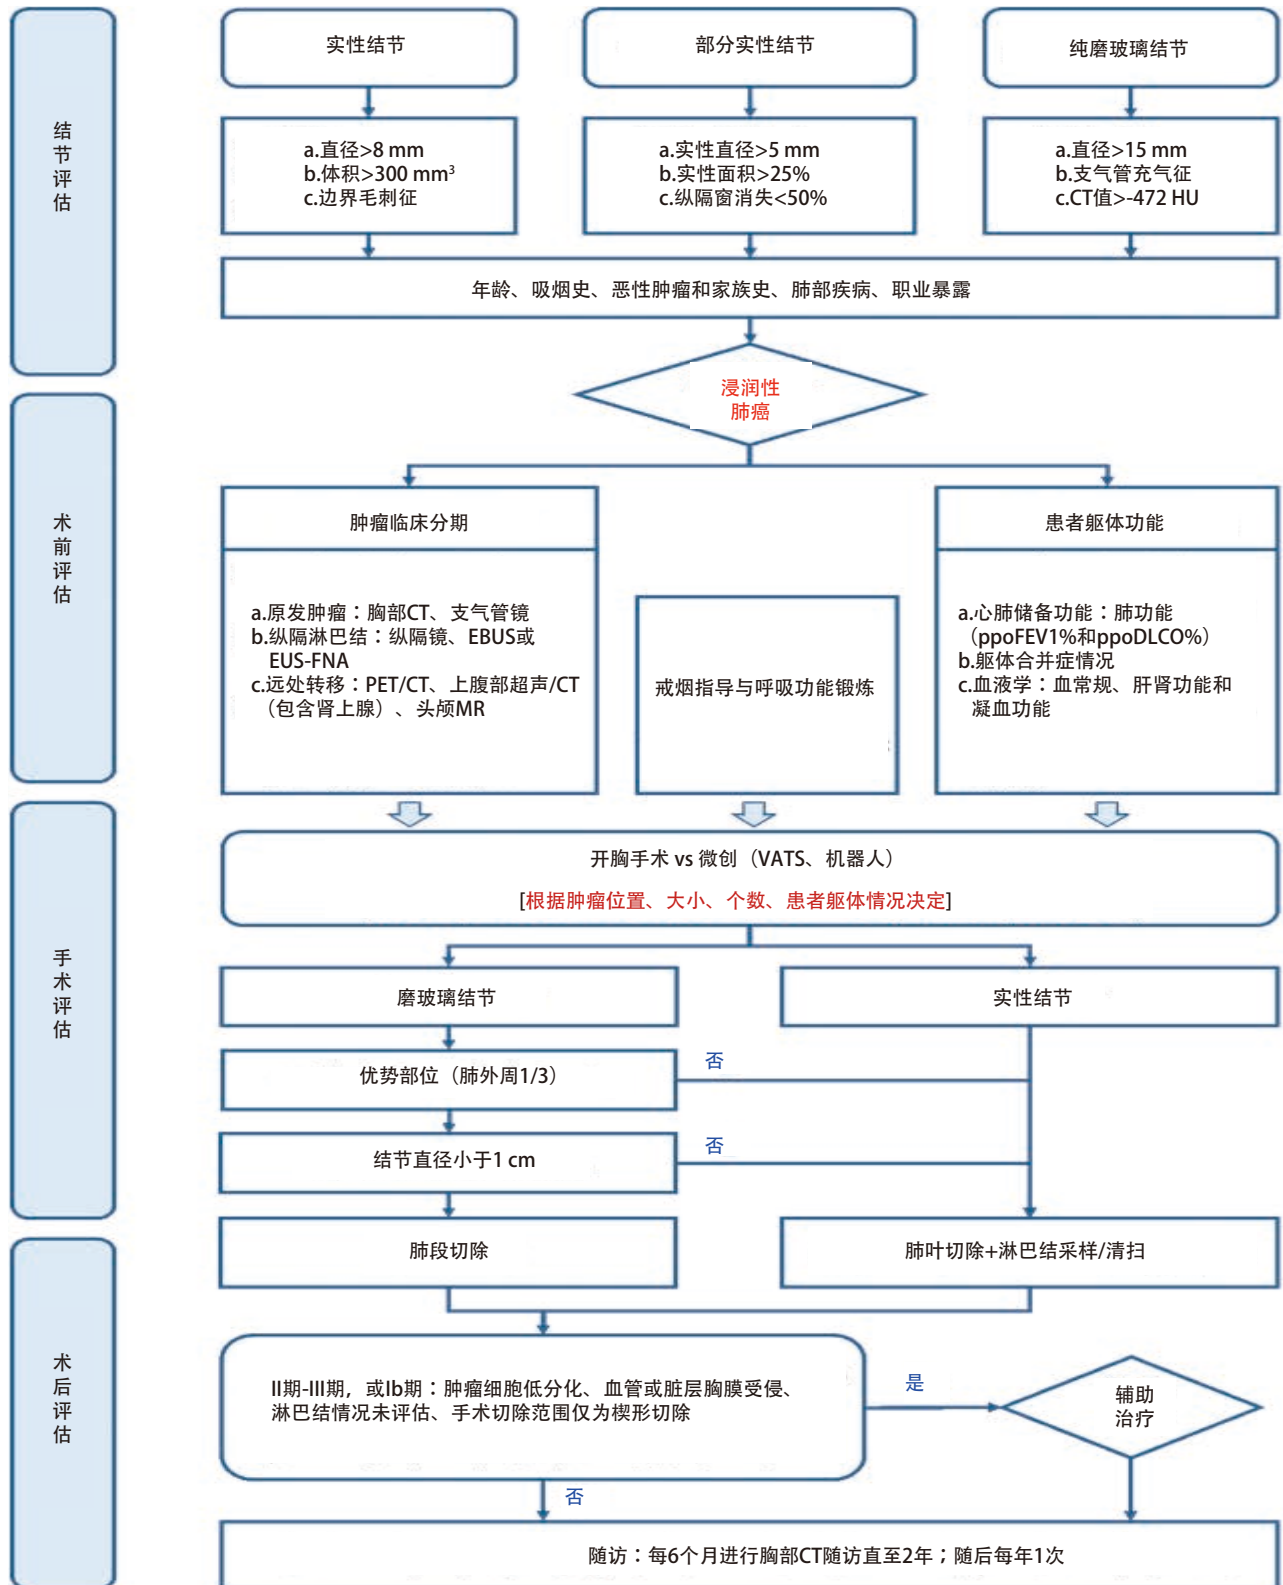 结节评估
实性结节
部分实性结节
纯磨玻璃结节
a.直径>8 mm
b.体积>300 mm³
c.边界毛刺征
a.实性直径>5 mm
b.实性面积>25%
c.纵隔窗消失<50%
a.直径>15 mm
b.支气管充气征
c.CT值>-472 HU
年龄、吸烟史、恶性肿瘤和家族史、肺部疾病、职业暴露
浸润性
肺癌
术前评估
肿瘤临床分期
a.原发肿瘤：胸部CT、支气管镜
b.纵隔淋巴结：纵隔镜、EBUS或
EUS-FNA
c.远处转移：PET/CT、上腹部超声/CT
（包含肾上腺）、头颅MR
戒烟指导与呼吸功能锻炼
患者躯体功能
a.心肺储备功能：肺功能
（ppoFEV1%和ppoDLCO%）
b.躯体合并症情况
c.血液学：血常规、肝肾功能和
凝血功能
手术评估
开胸手术 vs 微创（VATS、机器人）
[根据肿瘤位置、大小、个数、患者躯体情况决定]
磨玻璃结节
实性结节
优势部位（肺外周1/3）
否
结节直径小于1 cm
否
肺段切除
肺叶切除+淋巴结采样/清扫
术后评估
II期-III期，或Ib期：肿瘤细胞低分化、血管或脏层胸膜受侵、
淋巴结情况未评估、手术切除范围仅为楔形切除
是
辅助
治疗
否
随访：每6个月进行胸部CT随访直至2年；随后每年1次